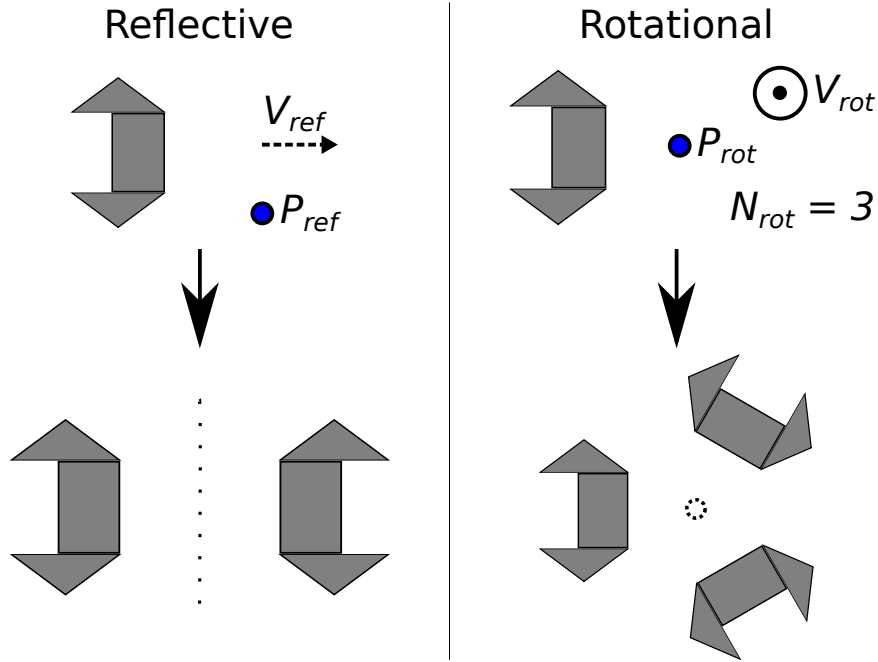 Reflective
V_ref
P_ref
Rotational
V_rot
P_rot
N_rot = 3